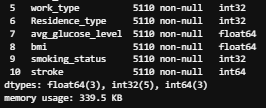 5 work_type 5110 non-null int32
6 Residence_type 5110 non-null int32
7 avg_glucose_level 5110 non-null float64
8 bmi 5110 non-null float64
9 smoking_status 5110 non-null int32
10 stroke 5110 non-null int64
dtypes: float64(3), int32(5), int64(3)
memory usage: 339.5 KB